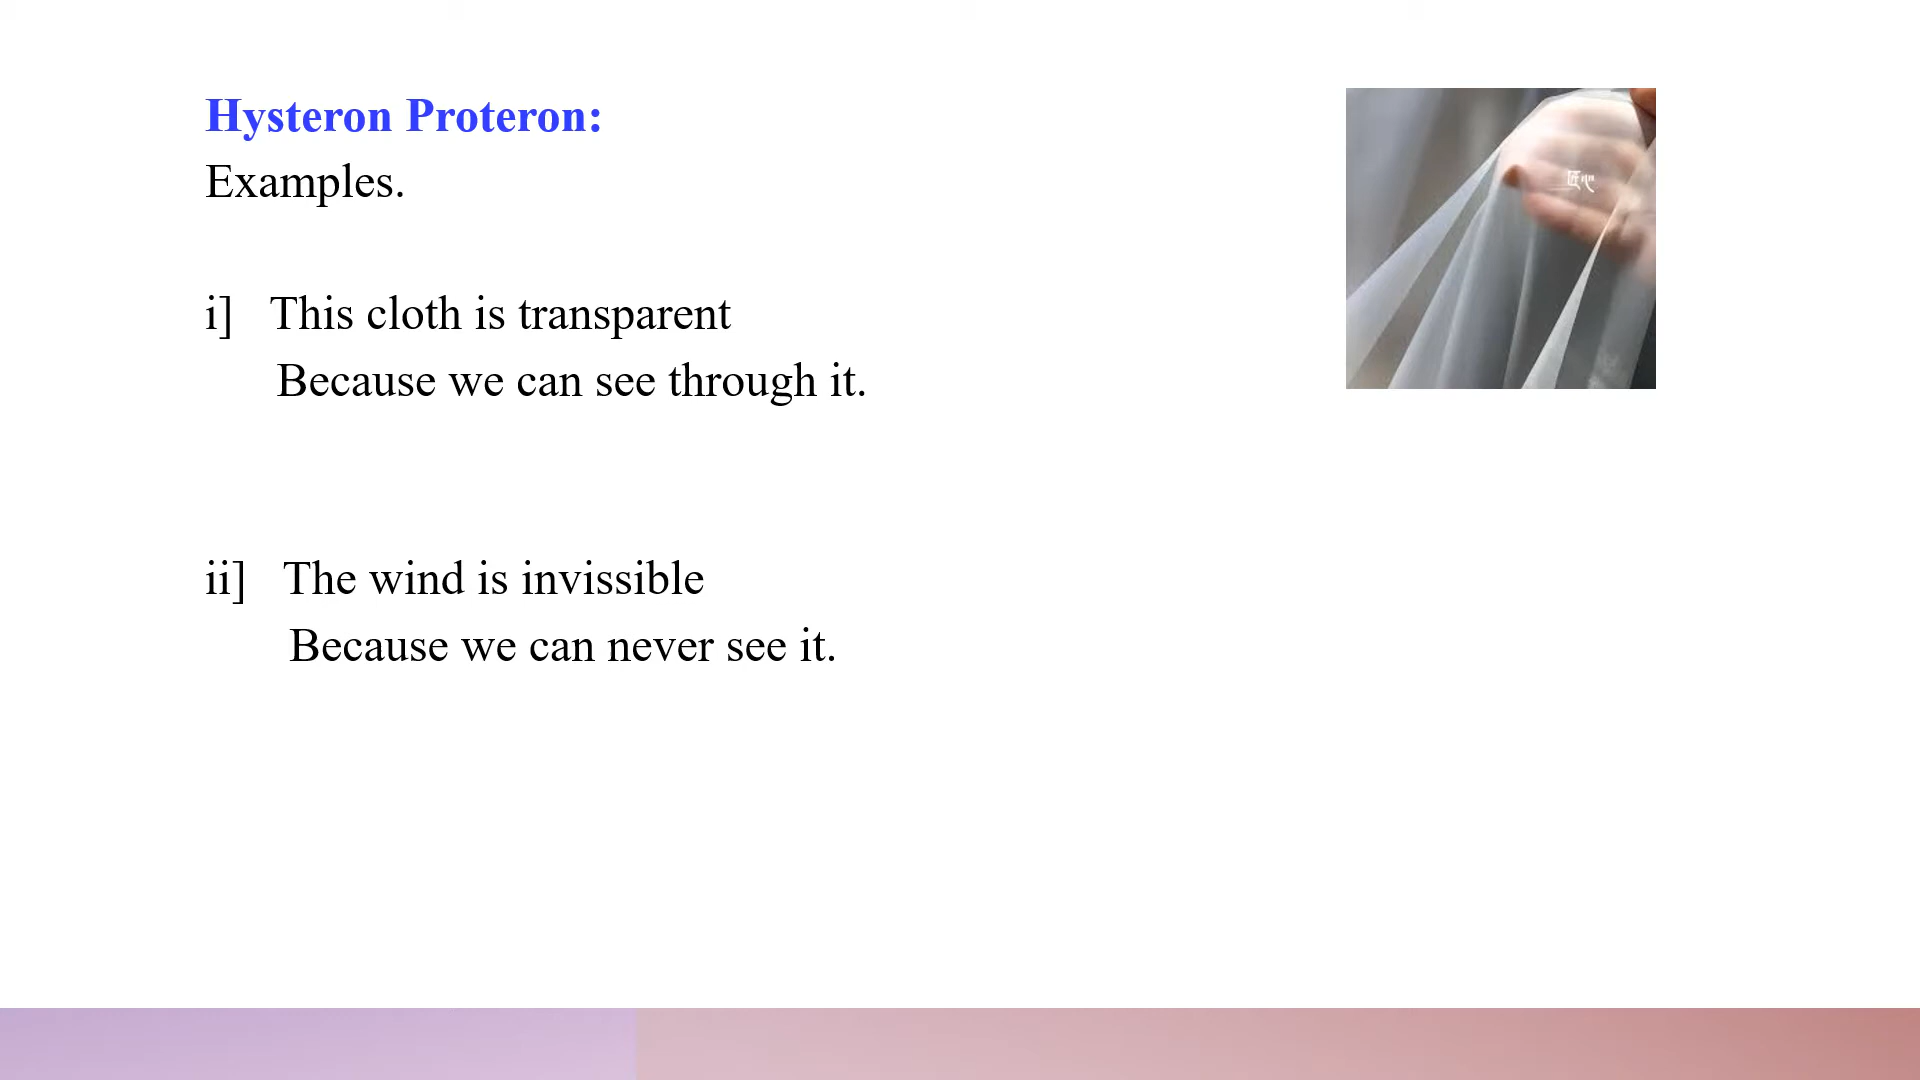 Hysteron Proteron:
Examples.
i] This cloth is transparent
Because we can see through it.
ii] The wind is invissible
Because we can never see it.